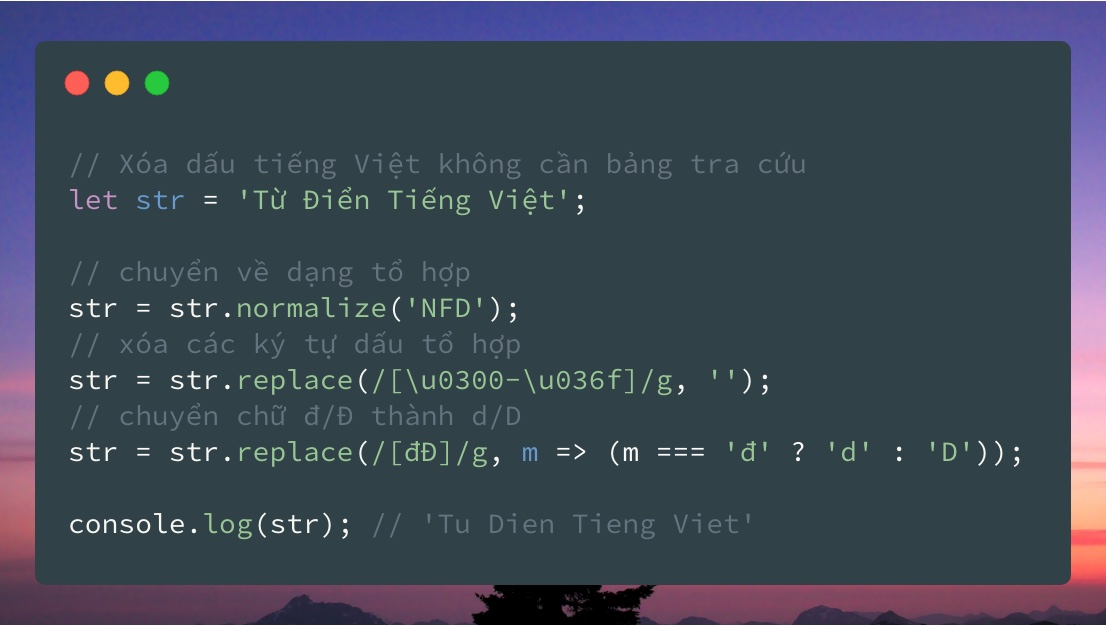 // Xóa dấu tiếng Việt không cần bảng tra cứu
let str = 'Từ Điển Tiếng Việt';
// chuyển về dạng tổ hợp
str = str.normalize('NFD');
// xóa các ký tự dấu tổ hợp
str = str.replace(/[\u0300-\u036f]/g, '');
// chuyển chữ đ/Đ thành d/D
str = str.replace(/[đĐ]/g, m => (m === 'đ' ? 'd' : 'D'));
console.log(str); // 'Tu Dien Tieng Viet'